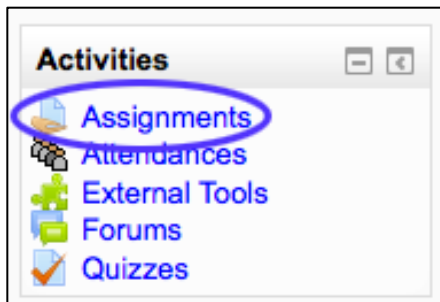 Activities
Assignments
Attendances
External Tools
Forums
Quizzes